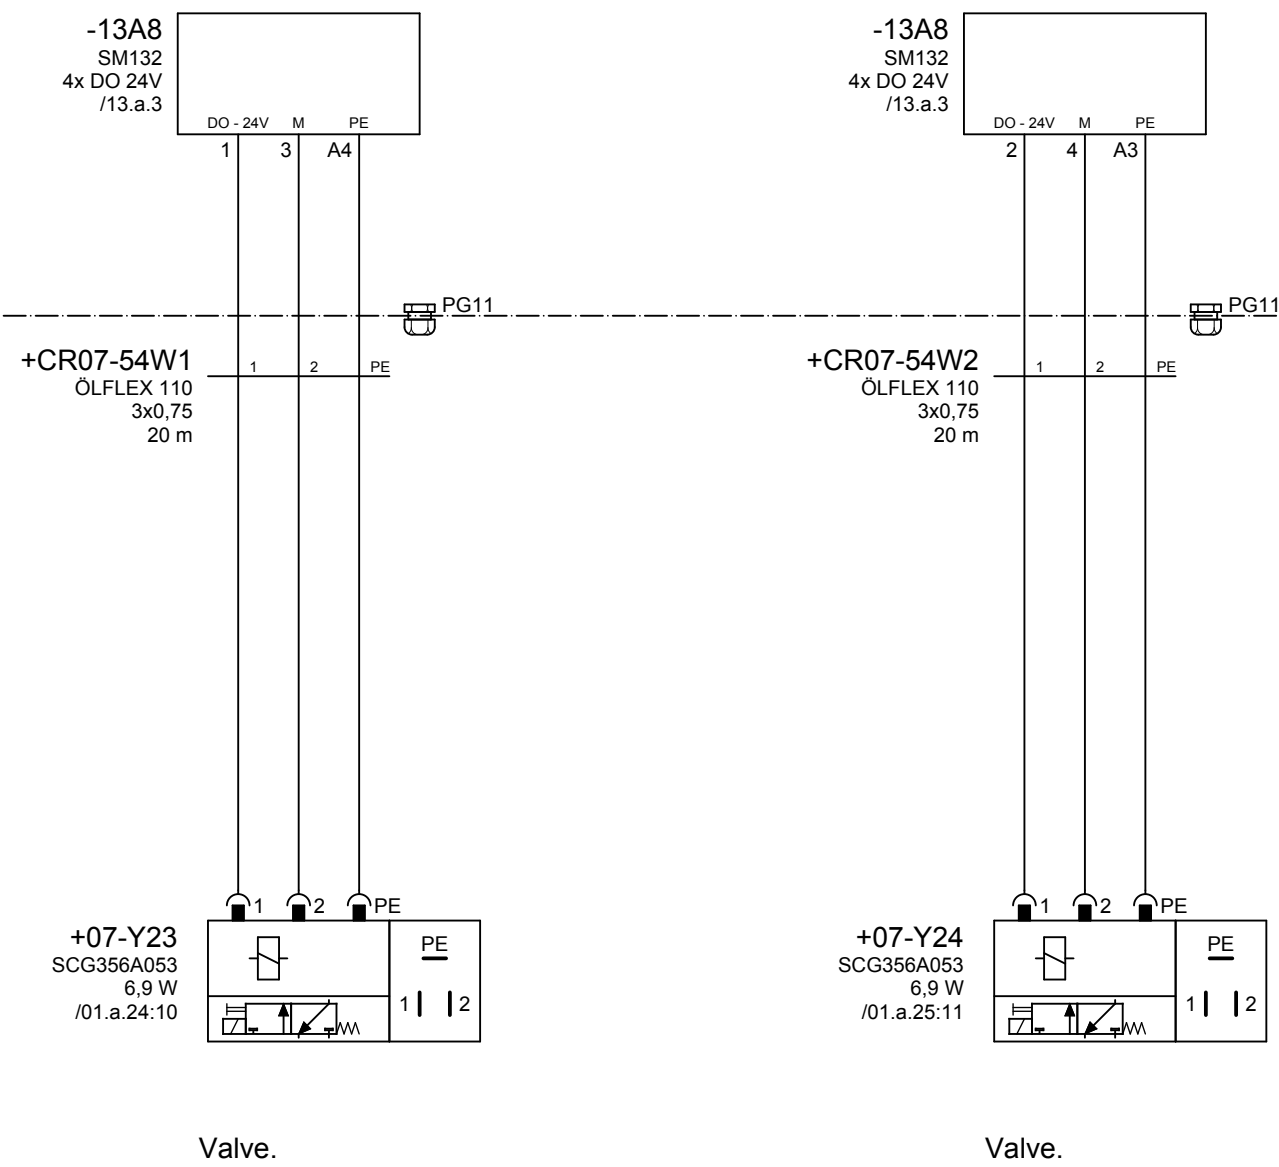 -13A8
SM132
4x DO 24V
/13.a.3
DO - 24V M PE
1 3 A4
PG11
+CR07-54W1
ÖLFLEX 110
3x0,75
20 m
1 2 PE
1 2 PE
+07-Y23
SCG356A053
6,9 W
/01.a.24:10
PE
1 2
Valve.
-13A8
SM132
4x DO 24V
/13.a.3
DO - 24V M PE
2 4 A3
PG11
+CR07-54W2
ÖLFLEX 110
3x0,75
20 m
1 2 PE
1 2 PE
+07-Y24
SCG356A053
6,9 W
/01.a.25:11
PE
1 2
Valve.